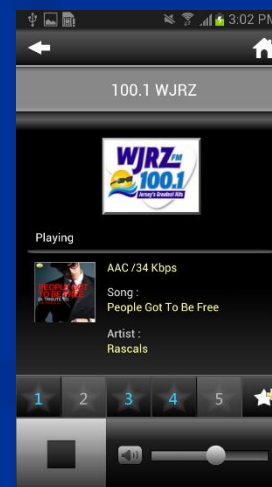 3:02 PM
100.1 WJRZ
WJRZ FM
100.1
Jersey's Greatest Hits
Playing
AAC /34 Kbps
Song :
People Got To Be Free
Artist :
Rascals
PEOPLE GOT
TO BE FREE
1 2 3 4 5